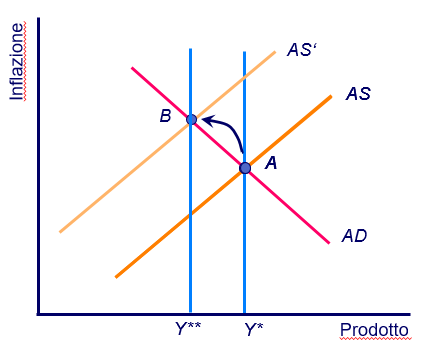 Inflazione
AS‘
AS
B
A
AD
Y**
Y*
Prodotto